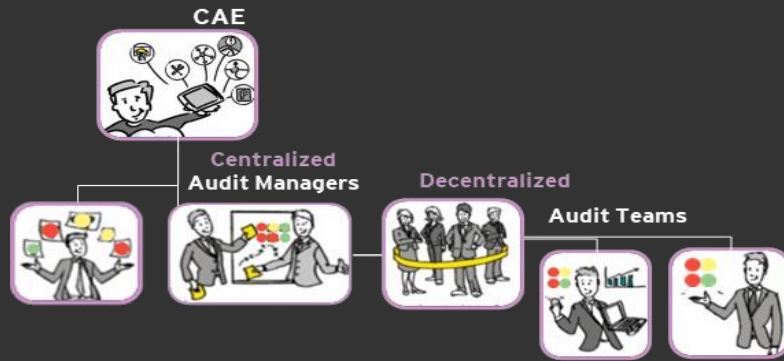 CAE
Centralized
Audit Managers
Decentralized
Audit Teams